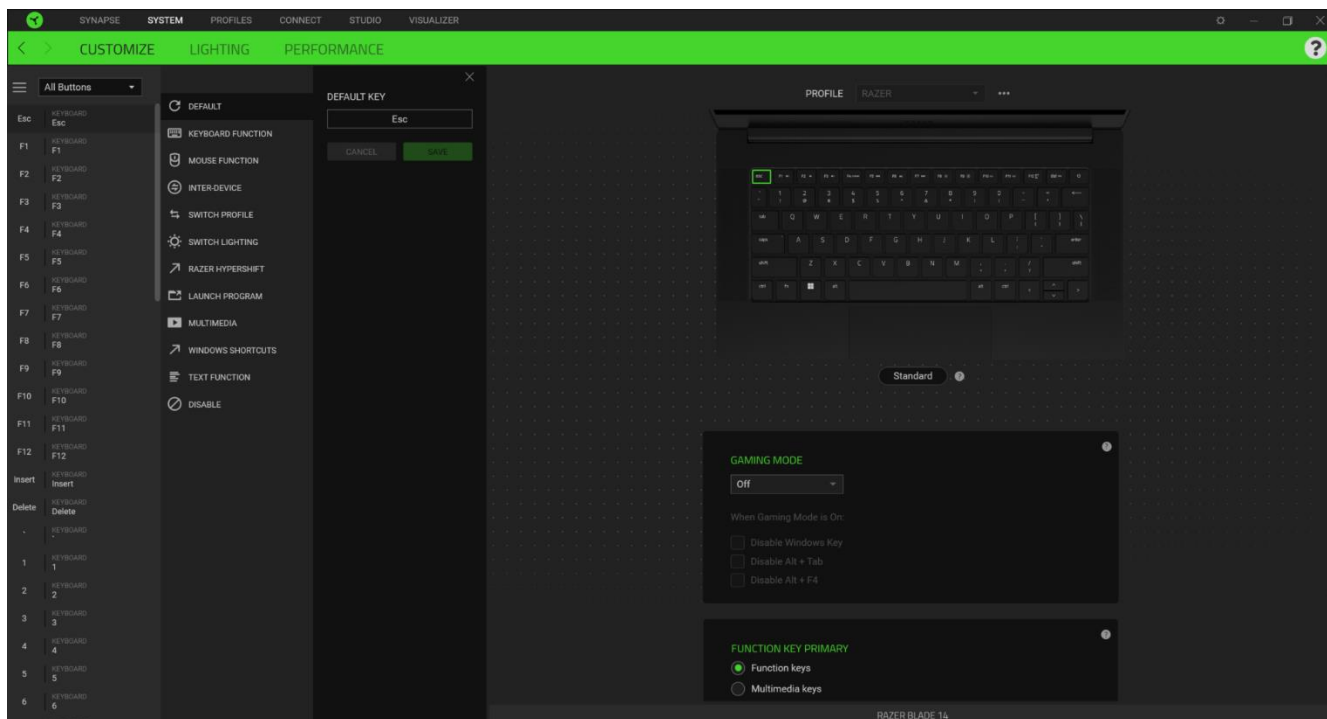 SYNAPSE SYSTEM PROFILES CONNECT STUDIO VISUALIZER
CUSTOMIZE LIGHTING PERFORMANCE
?
All Buttons
Esc KEYBOARD Esc
F1 KEYBOARD F1
F2 KEYBOARD F2
F3 KEYBOARD F3
F4 KEYBOARD F4
F5 KEYBOARD F5
F6 KEYBOARD F6
F7 KEYBOARD F7
F8 KEYBOARD F8
F9 KEYBOARD F9
F10 KEYBOARD F10
F11 KEYBOARD F11
F12 KEYBOARD F12
Insert KEYBOARD Insert
Delete KEYBOARD Delete
` KEYBOARD `
1 KEYBOARD 1
2 KEYBOARD 2
3 KEYBOARD 3
4 KEYBOARD 4
5 KEYBOARD 5
6 KEYBOARD 6
DEFAULT
KEYBOARD FUNCTION
MOUSE FUNCTION
INTER-DEVICE
SWITCH PROFILE
SWITCH LIGHTING
RAZER HYPERSHIFT
LAUNCH PROGRAM
MULTIMEDIA
WINDOWS SHORTCUTS
TEXT FUNCTION
DISABLE
DEFAULT KEY
Esc
CANCEL SAVE
PROFILE RAZER
tab Q W E R T Y U I O P [ ] \
A S D F G H J K L enter
shift Z X C V B N M shift
Standard ?
GAMING MODE ?
Off
When Gaming Mode is On:
Disable Windows Key
Disable Alt + Tab
Disable Alt + F4
FUNCTION KEY PRIMARY ?
Function keys
Multimedia keys
RAZER BLADE 14